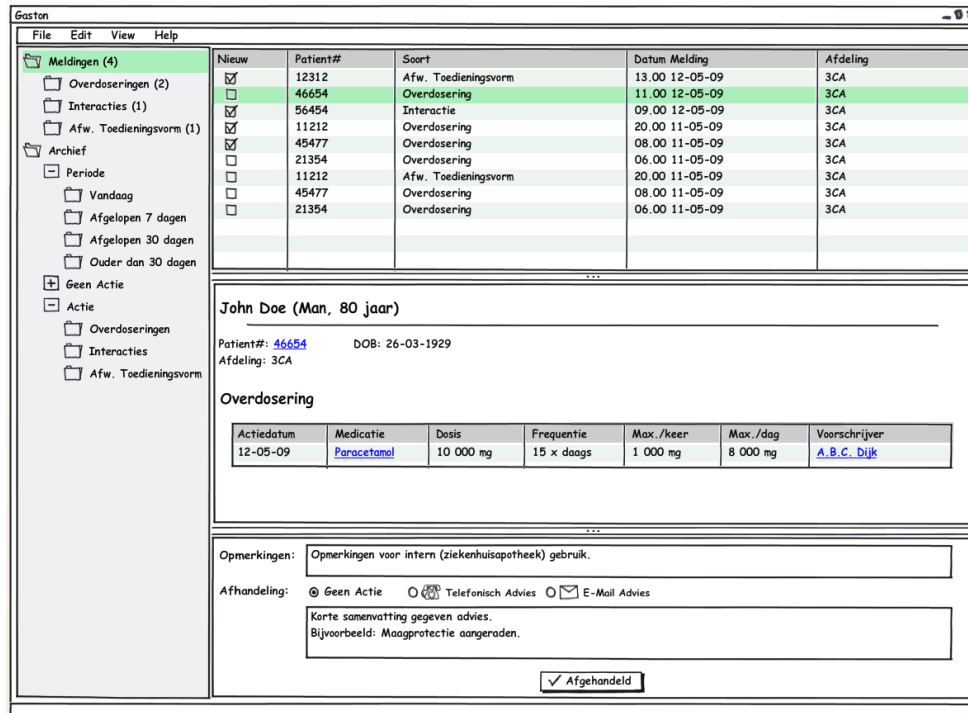 Gaston
File Edit View Help
Meldingen (4)
Overdoseringen (2)
Interacties (1)
Afw. Toedieningsvorm (1)
Archief
Periode
Vandaag
Afgelopen 7 dagen
Afgelopen 30 dagen
Ouder dan 30 dagen
Geen Actie
Actie
Overdoseringen
Interacties
Afw. Toedieningsvorm
Nieuw Patient# Soort Datum Melding Afdeling
12312 Afw. Toedieningsvorm 13.00 12-05-09 3CA
46654 Overdosering 11.00 12-05-09 3CA
56454 Interactie 09.00 12-05-09 3CA
11212 Overdosering 20.00 11-05-09 3CA
45477 Overdosering 08.00 11-05-09 3CA
21354 Overdosering 06.00 11-05-09 3CA
11212 Afw. Toedieningsvorm 20.00 11-05-09 3CA
45477 Overdosering 08.00 11-05-09 3CA
21354 Overdosering 06.00 11-05-09 3CA
John Doe (Man, 80 jaar)
Patient#: 46654 DOB: 26-03-1929
Afdeling: 3CA
Overdosering
Actiedatum Medicatie Dosis Frequentie Max./keer Max./dag Voorschrijver
12-05-09 Paracetamol 10 000 mg 15 x daags 1 000 mg 8 000 mg A.B.C. Dijk
Opmerkingen: Opmerkingen voor intern (ziekenhuisapotheek) gebruik.
Afhandeling: Geen Actie Telefonisch Advies E-Mail Advies
Korte samenvatting gegeven advies.
Bijvoorbeeld: Maagprotectie aangeraden.
Afgehandeld